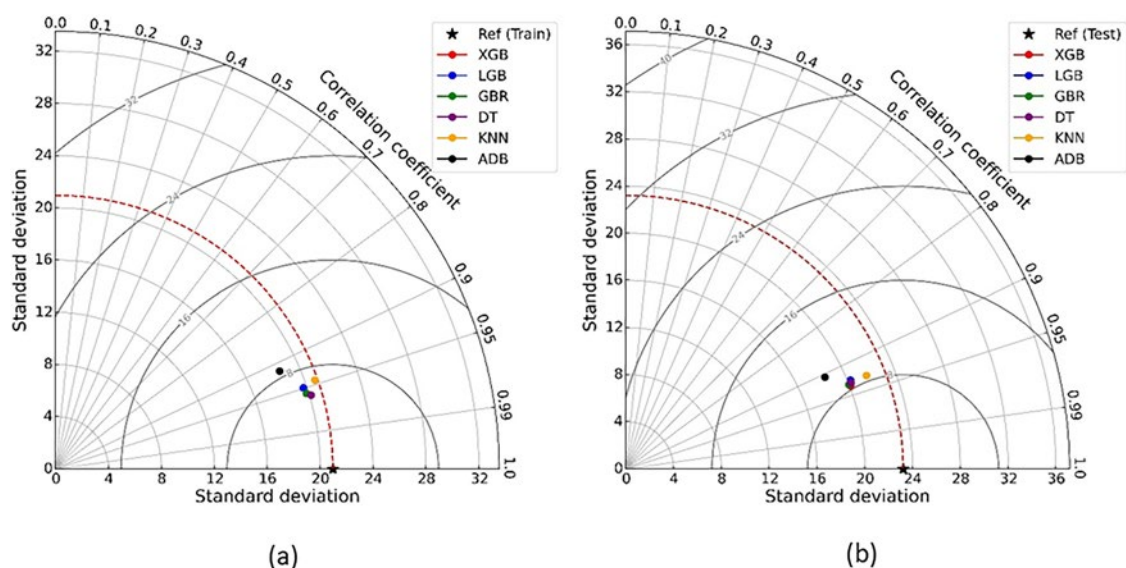 0.0 0.1 0.2 0.3 0.4 0.5 0.6 0.7 0.8 0.9 0.95 0.99 1.0
Correlation coefficient
Standard deviation
32
28
24
20
16
12
8
4
0
0 4 8 12 16 20 24 28 32
Standard deviation
32
24
16
8
Ref (Train)
XGB
LGB
GBR
DT
KNN
ADB
(a)
0.0 0.1 0.2 0.3 0.4 0.5 0.6 0.7 0.8 0.9 0.95 0.99 1.0
Correlation coefficient
Standard deviation
36
32
28
24
20
16
12
8
4
0
0 4 8 12 16 20 24 28 32 36
Standard deviation
40
32
24
16
Ref (Test)
XGB
LGB
GBR
DT
KNN
ADB
(b)